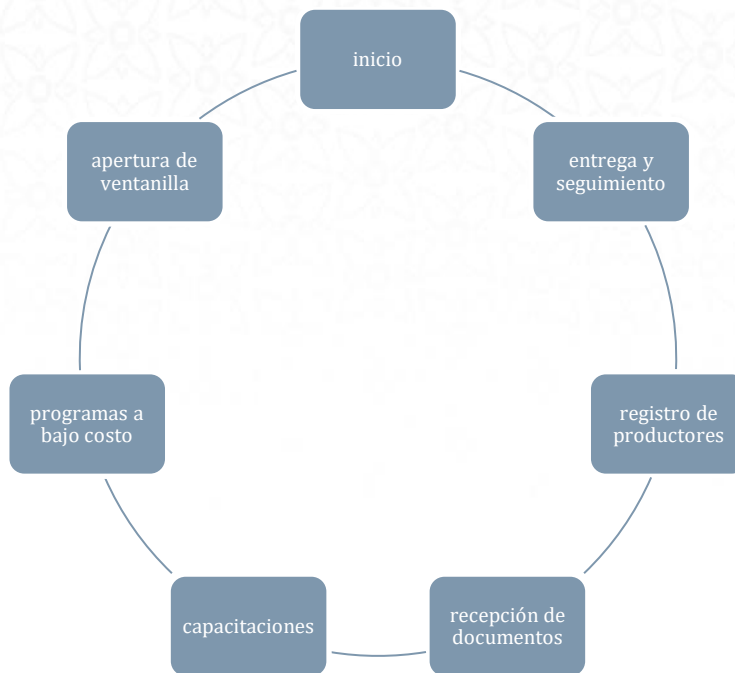 inicio
entrega y
seguimiento
registro de
productores
recepción de
documentos
capacitaciones
programas a
bajo costo
apertura de
ventanilla